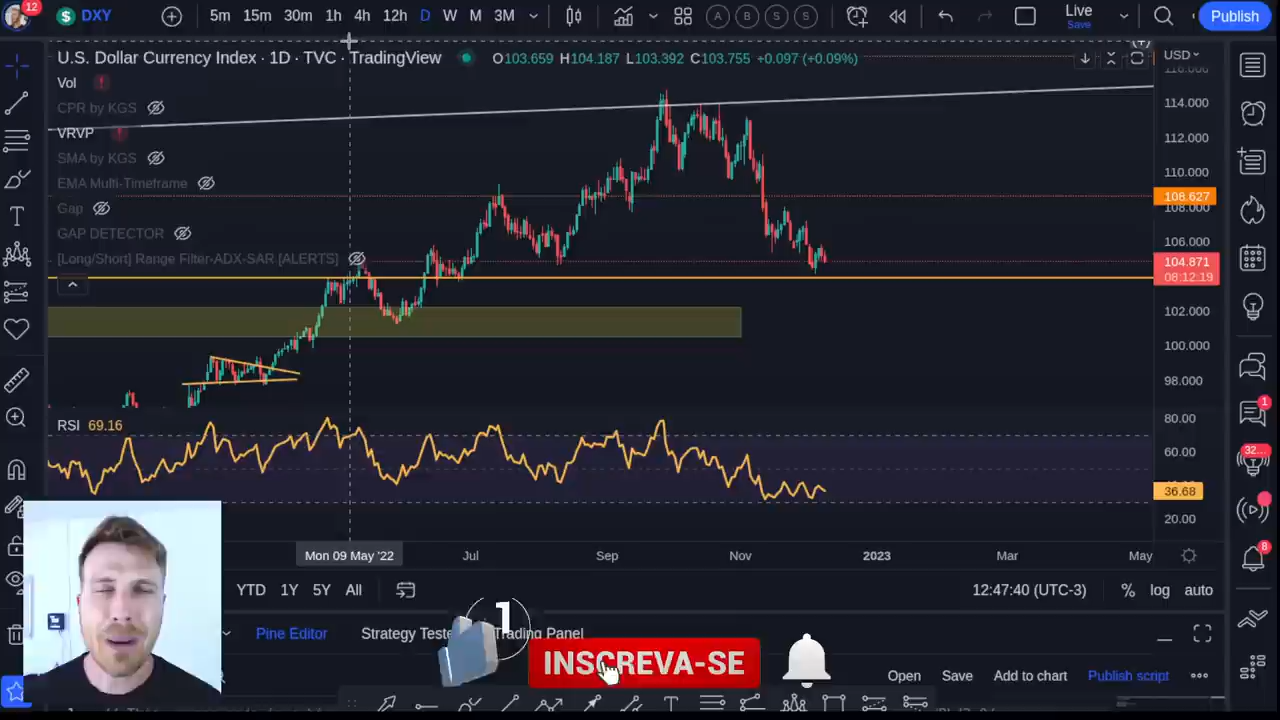 12
$ DXY
5m 15m 30m 1h 4h 12h D W M 3M
A B S S
Live
Save
Publish
U.S. Dollar Currency Index · 1D · TVC · TradingView
O103.659 H104.187 L103.392 C103.755 +0.097 (+0.09%)
USD
Vol
CPR by KGS
VRVP
SMA by KGS
EMA Multi-Timeframe
Gap
GAP DETECTOR
[Long/Short] Range Filter-ADX-SAR [ALERTS]
116.000
114.000
112.000
110.000
108.627
108.000
106.000
104.871
08:12:19
102.000
100.000
98.000
RSI 69.16
80.00
60.00
36.68
20.00
Mon 09 May '22 Jul Sep Nov 2023 Mar May
YTD 1Y 5Y All
12:47:40 (UTC-3) % log auto
Pine Editor Strategy Teste Trading Panel
1
INSCREVA-SE
Open Save Add to chart Publish script
1
32...
8